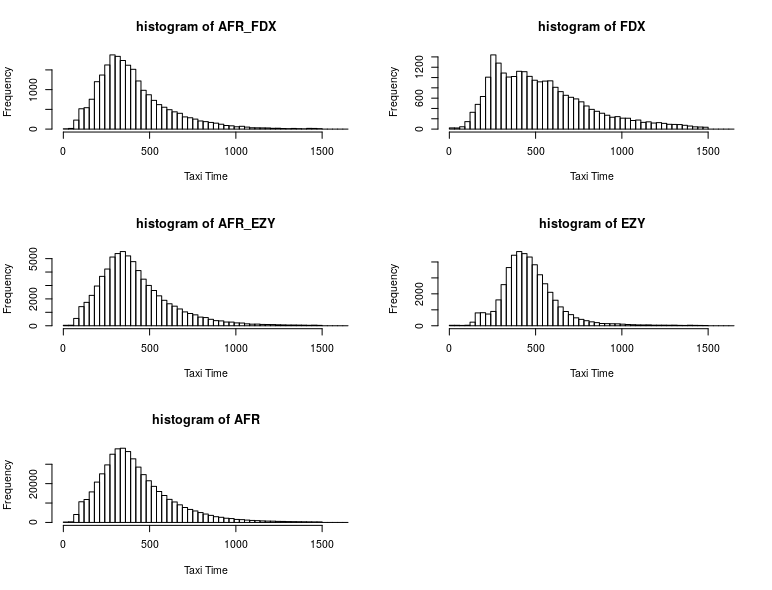 histogram of AFR_FDX
Frequency
0 1000
0 500 1000 1500
Taxi Time
histogram of FDX
Frequency
0 600 1200
0 500 1000 1500
Taxi Time
histogram of AFR_EZY
Frequency
0 2000 5000
0 500 1000 1500
Taxi Time
histogram of EZY
Frequency
0 2000
0 500 1000 1500
Taxi Time
histogram of AFR
Frequency
0 20000
0 500 1000 1500
Taxi Time